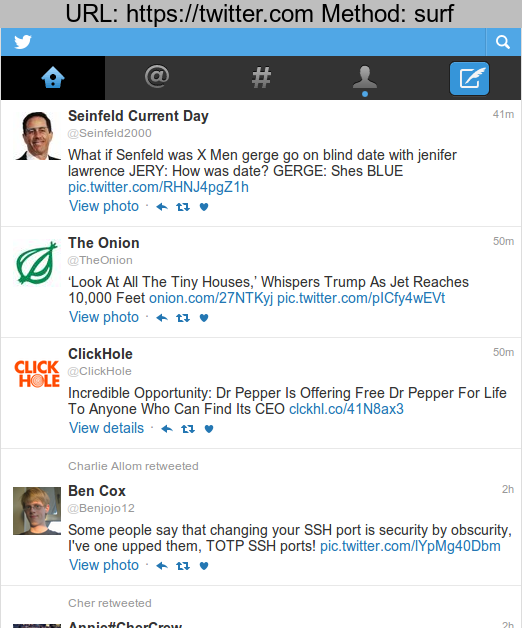 URL: https://twitter.com Method: surf
@ #
Seinfeld Current Day 41m
@Seinfeld2000
What if Senfeld was X Men gerge go on blind date with jenifer
lawrence JERY: How was date? GERGE: Shes BLUE
pic.twitter.com/RHNJ4pgZ1h
View photo ·
The Onion 50m
@TheOnion
‘Look At All The Tiny Houses,’ Whispers Trump As Jet Reaches
10,000 Feet onion.com/27NTKyj pic.twitter.com/pICfy4wEVt
View photo ·
CLICK
HOLE
ClickHole 50m
@ClickHole
Incredible Opportunity: Dr Pepper Is Offering Free Dr Pepper For Life
To Anyone Who Can Find Its CEO clckhl.co/41N8ax3
View details ·
Charlie Allom retweeted
Ben Cox 2h
@Benjojo12
Some people say that changing your SSH port is security by obscurity,
I've one upped them, TOTP SSH ports! pic.twitter.com/lYpMg40Dbm
View photo ·
Cher retweeted
Annie#CherCrew 2h